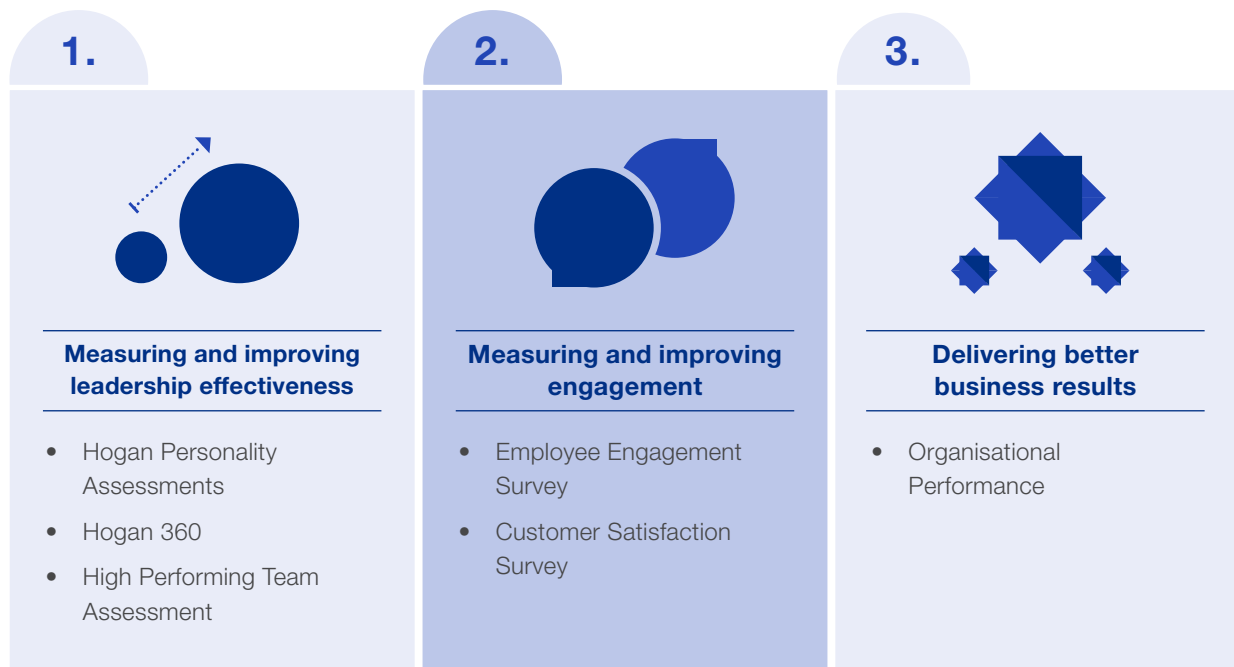 1.
Measuring and improving
leadership effectiveness
• Hogan Personality
Assessments
• Hogan 360
• High Performing Team
Assessment
2.
Measuring and improving
engagement
• Employee Engagement
Survey
• Customer Satisfaction
Survey
3.
Delivering better
business results
• Organisational
Performance